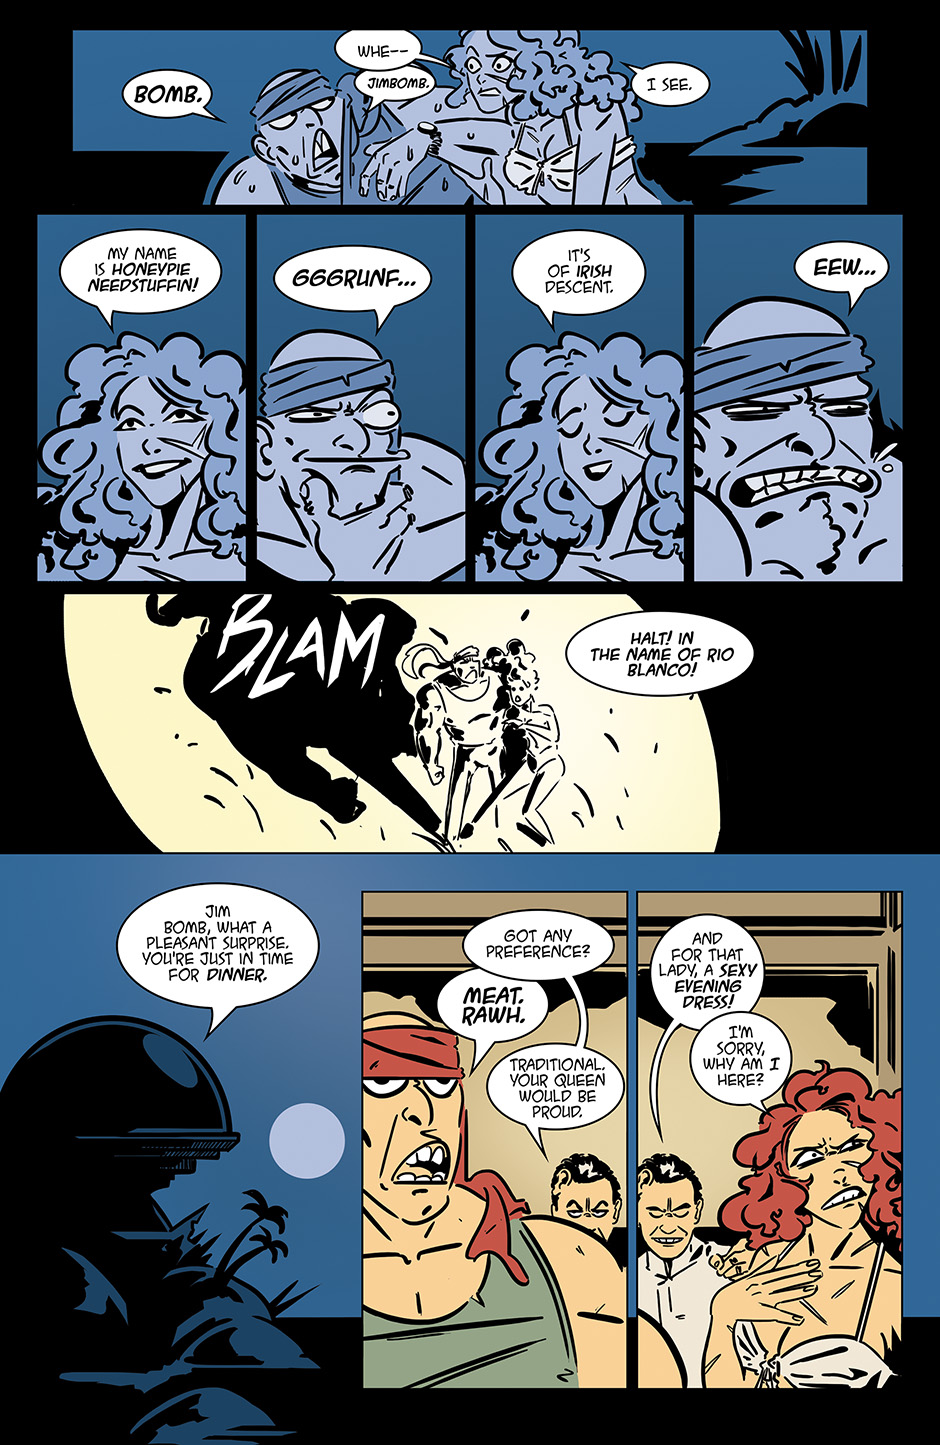 BOMB.
WHE--
JIMBOMB.
I SEE.
MY NAME
IS HONEYPIE
NEEDSTUFFIN!
GGGRUNF...
IT'S
OF IRISH
DESCENT.
EEW...
BLAM
HALT! IN
THE NAME OF RIO
BLANCO!
JIM
BOMB, WHAT A
PLEASANT SURPRISE.
YOU'RE JUST IN TIME
FOR DINNER.
GOT ANY
PREFERENCE?
MEAT.
RAWH.
TRADITIONAL.
YOUR QUEEN
WOULD BE
PROUD.
AND
FOR THAT
LADY, A SEXY
EVENING
DRESS!
I'M
SORRY,
WHY AM I
HERE?